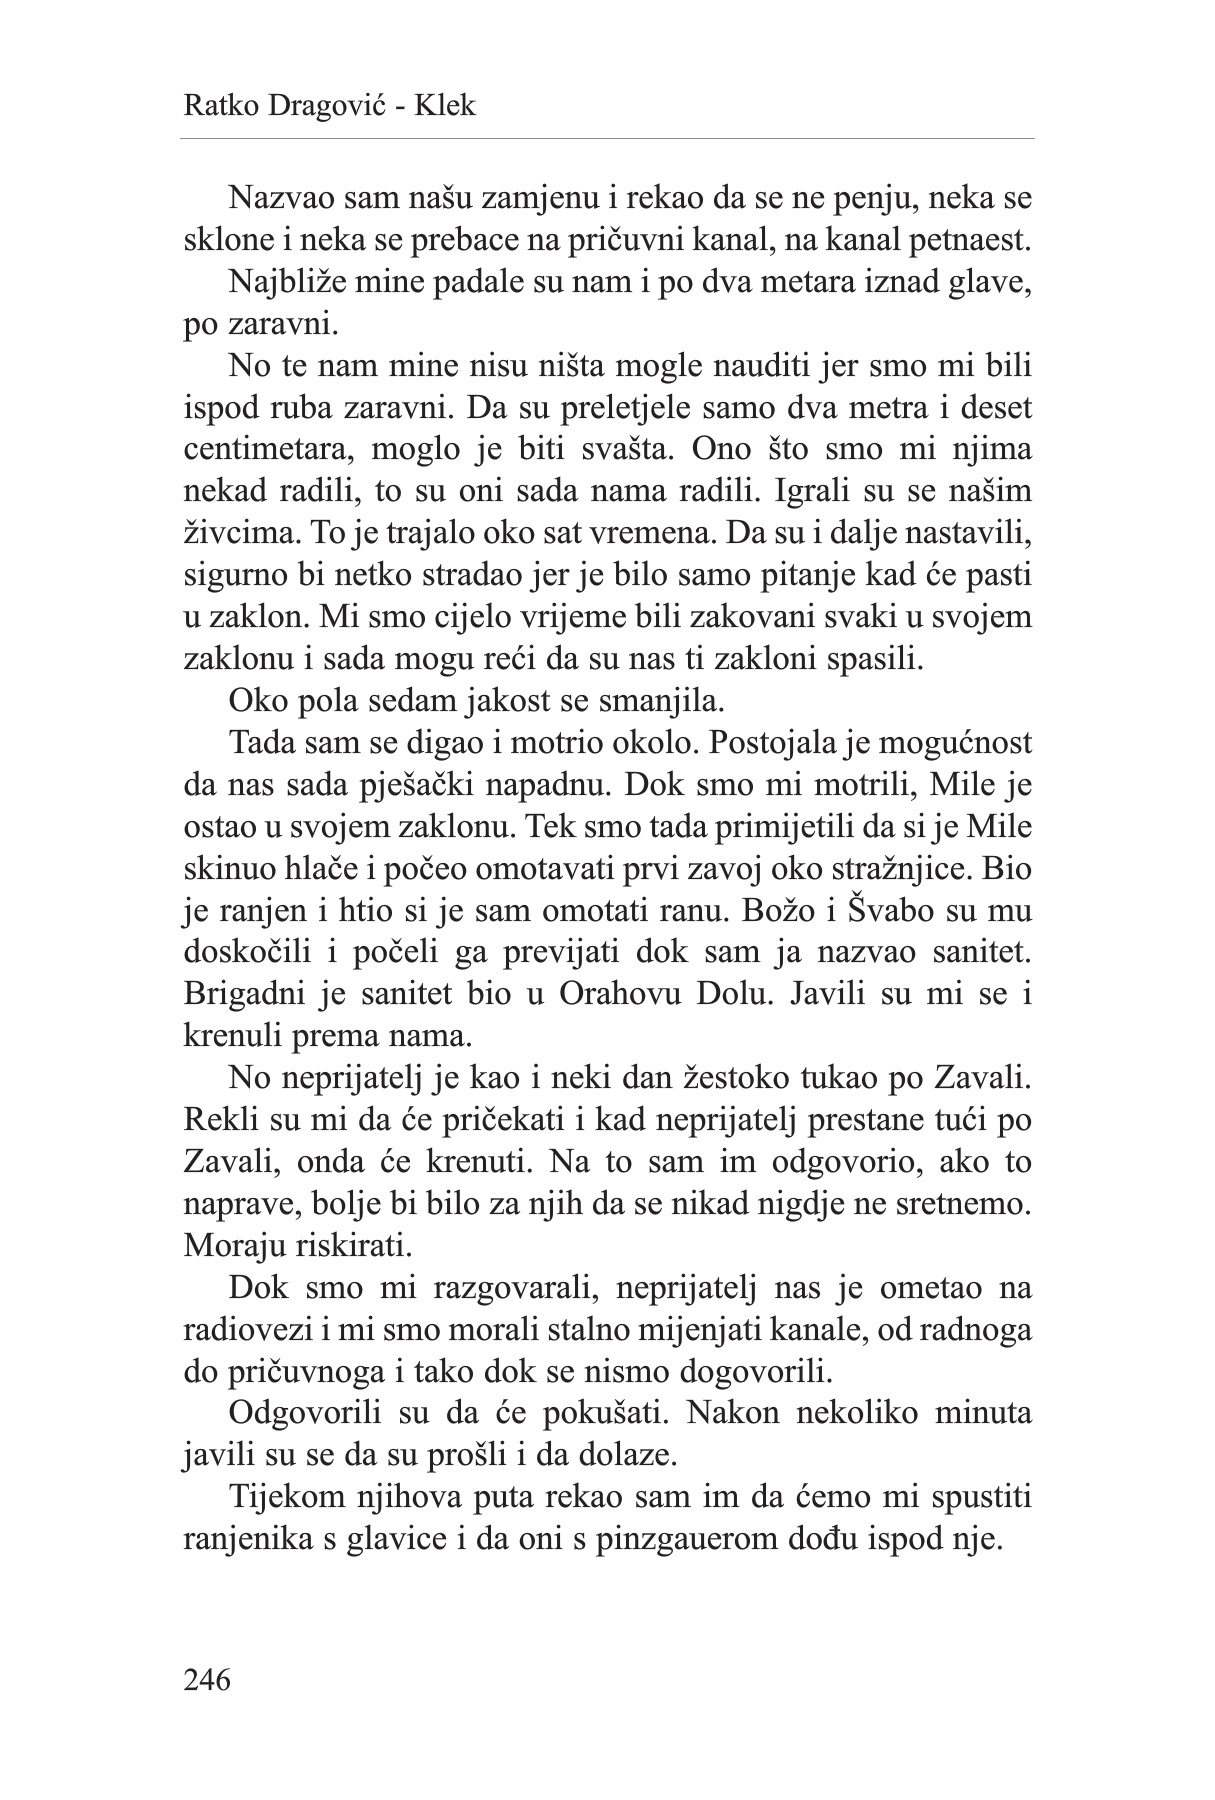 Ratko Dragović - Klek
Nazvao sam našu zamjenu i rekao da se ne penju, neka se
sklone i neka se prebace na pričuvni kanal, na kanal petnaest.
Najbliže mine padale su nam i po dva metara iznad glave,
po zaravni.
No te nam mine nisu ništa mogle nauditi jer smo mi bili
ispod ruba zaravni. Da su preletjele samo dva metra i deset
centimetara, moglo je biti svašta. Ono što smo mi njima
nekad radili, to su oni sada nama radili. Igrali su se našim
živcima. To je trajalo oko sat vremena. Da su i dalje nastavili,
sigurno bi netko stradao jer je bilo samo pitanje kad će pasti
u zaklon. Mi smo cijelo vrijeme bili zakovani svaki u svojem
zaklonu i sada mogu reći da su nas ti zakloni spasili.
Oko pola sedam jakost se smanjila.
Tada sam se digao i motrio okolo. Postojala je mogućnost
da nas sada pješački napadnu. Dok smo mi motrili, Mile je
ostao u svojem zaklonu. Tek smo tada primijetili da si je Mile
skinuo hlače i počeo omotavati prvi zavoj oko stražnjice. Bio
je ranjen i htio si je sam omotati ranu. Božo i Švabo su mu
doskočili i počeli ga previjati dok sam ja nazvao sanitet.
Brigadni je sanitet bio u Orahovu Dolu. Javili su mi se i
krenuli prema nama.
No neprijatelj je kao i neki dan žestoko tukao po Zavali.
Rekli su mi da će pričekati i kad neprijatelj prestane tući po
Zavali, onda će krenuti. Na to sam im odgovorio, ako to
naprave, bolje bi bilo za njih da se nikad nigdje ne sretnemo.
Moraju riskirati.
Dok smo mi razgovarali, neprijatelj nas je ometao na
radiovezi i mi smo morali stalno mijenjati kanale, od radnoga
do pričuvnoga i tako dok se nismo dogovorili.
Odgovorili su da će pokušati. Nakon nekoliko minuta
javili su se da su prošli i da dolaze.
Tijekom njihova puta rekao sam im da ćemo mi spustiti
ranjenika s glavice i da oni s pinzgauerom dođu ispod nje.
246